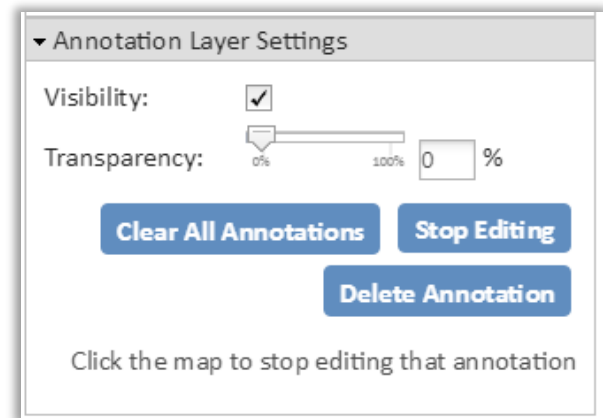 Annotation Layer Settings
Visibility:
Transparency: 0% 100% 0 %
Clear All Annotations Stop Editing
Delete Annotation
Click the map to stop editing that annotation